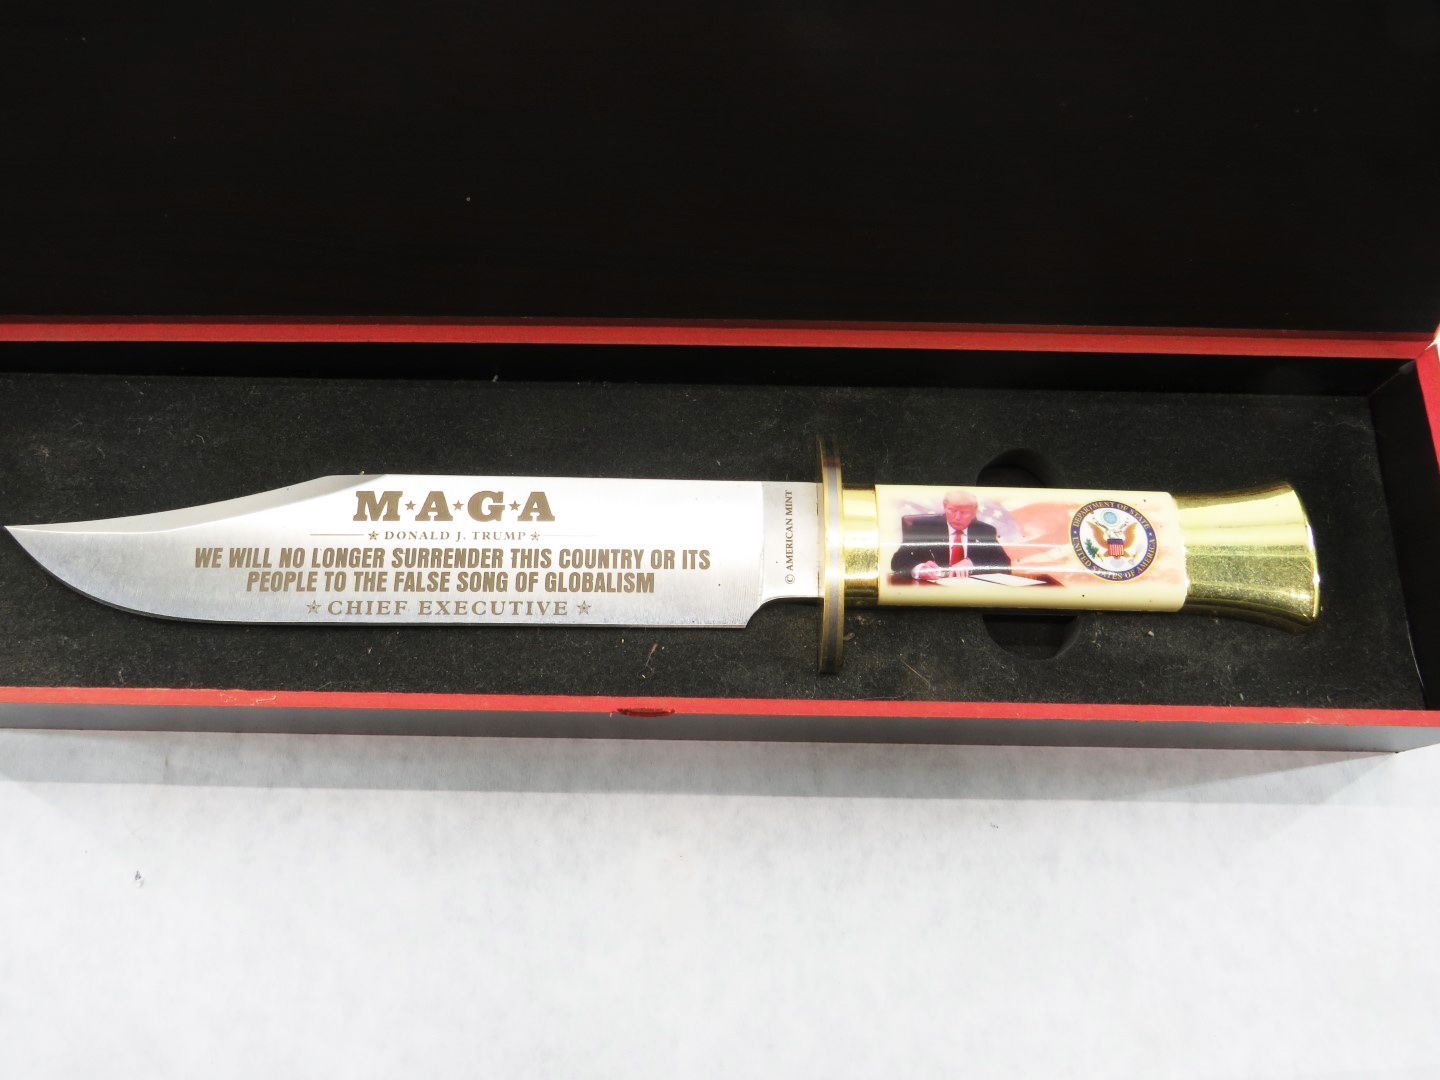 M★A★G★A
★ DONALD J. TRUMP ★
WE WILL NO LONGER SURRENDER THIS COUNTRY OR ITS
PEOPLE TO THE FALSE SONG OF GLOBALISM
★ CHIEF EXECUTIVE ★
© AMERICAN MINT
DEPARTMENT OF STATE
UNITED STATES OF AMERICA